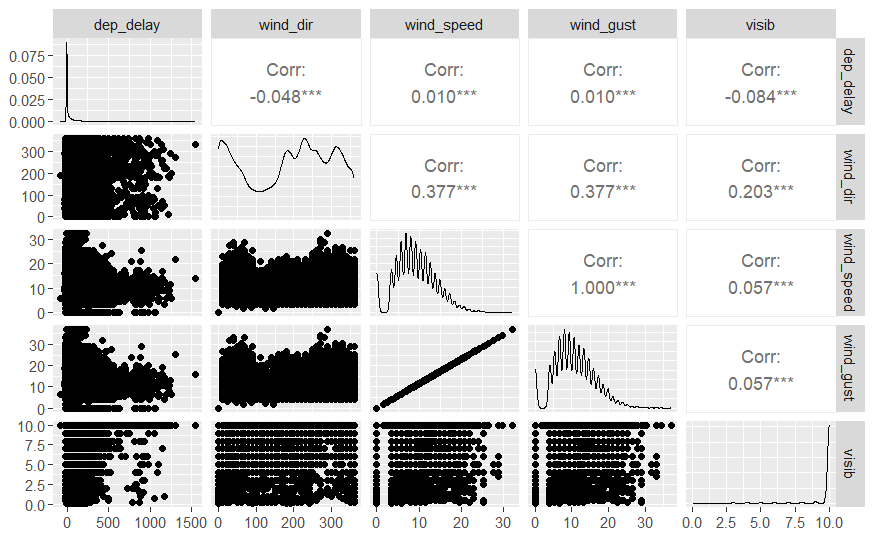 dep_delay wind_dir wind_speed wind_gust visib
0.075
0.050
0.025
0.000
Corr:
-0.048***
Corr:
0.010***
Corr:
0.010***
Corr:
-0.084***
dep_delay
300
200
100
0
Corr:
0.377***
Corr:
0.377***
Corr:
0.203***
wind_dir
30
20
10
0
Corr:
1.000***
Corr:
0.057***
wind_speed
30
20
10
0
Corr:
0.057***
wind_gust
10.0
7.5
5.0
2.5
0.0
visib
0 500 1000 1500 0 100 200 300 0 10 20 30 0 10 20 30 0.0 2.5 5.0 7.5 10.0